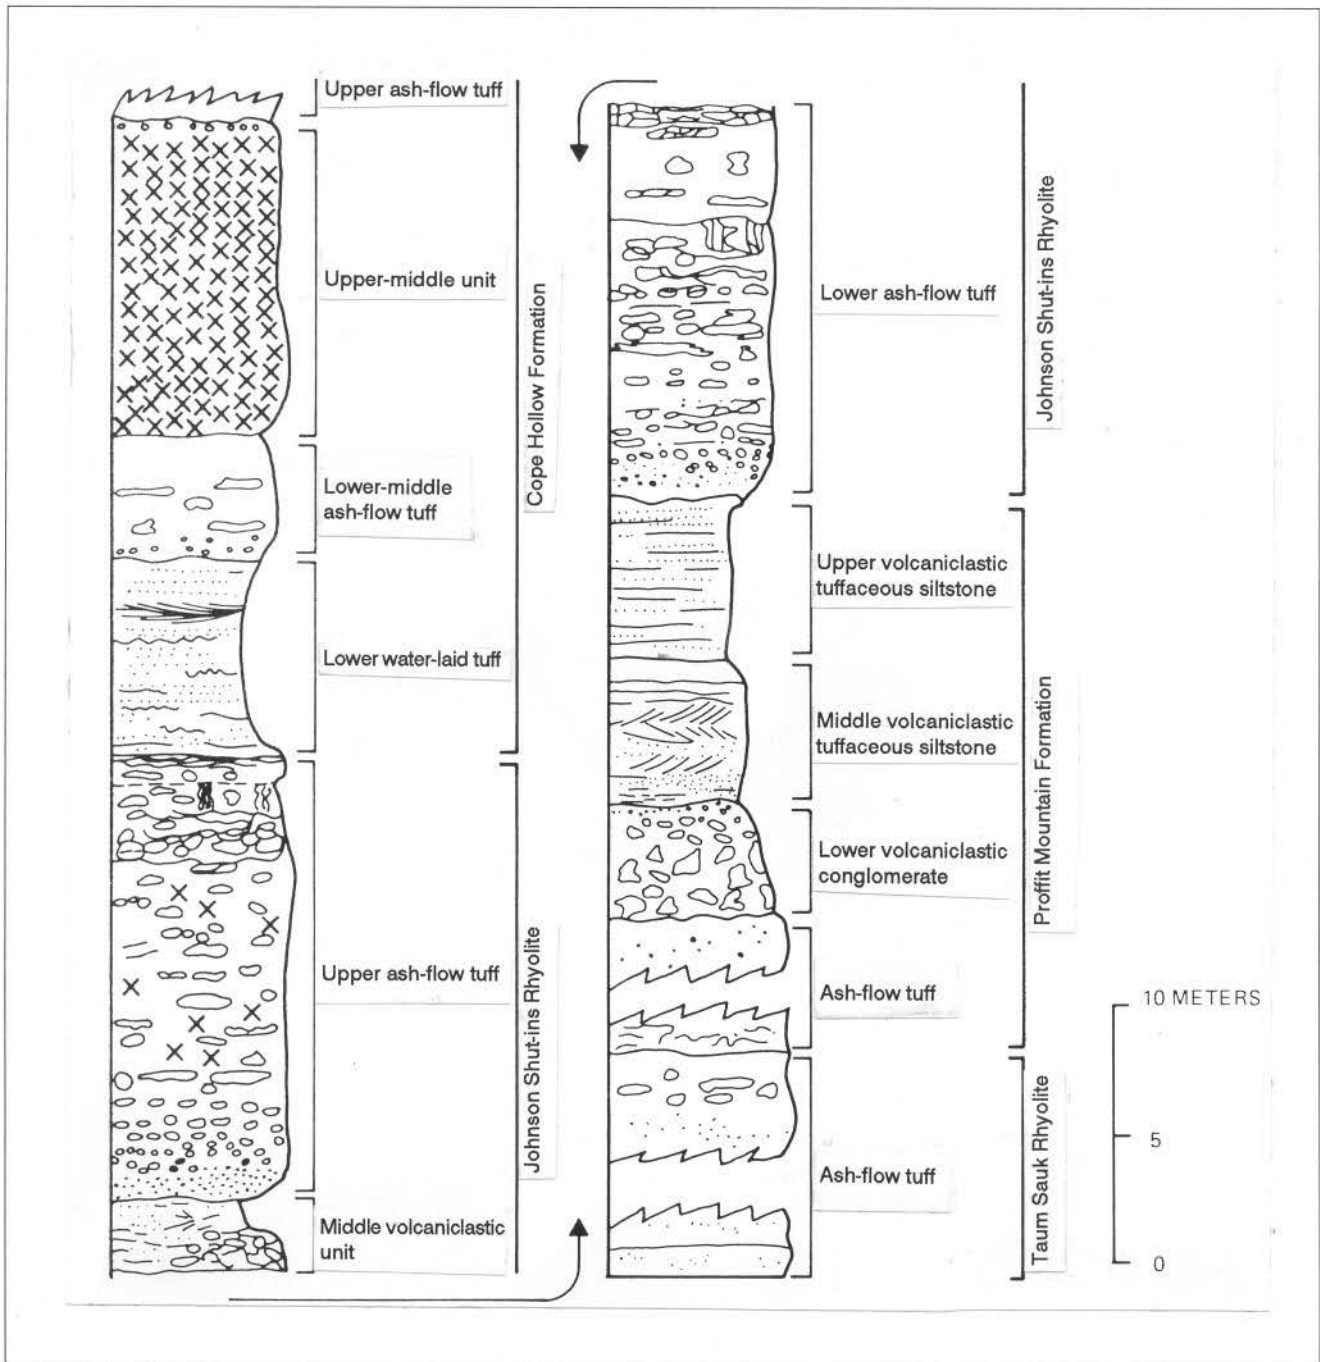 Upper ash-flow tuff
Upper-middle unit
Lower-middle
ash-flow tuff
Lower water-laid tuff
Cope Hollow Formation
Upper ash-flow tuff
Middle volcaniclastic
unit
Johnson Shut-ins Rhyolite
Lower ash-flow tuff
Johnson Shut-ins Rhyolite
Upper volcaniclastic
tuffaceous siltstone
Middle volcaniclastic
tuffaceous siltstone
Lower volcaniclastic
conglomerate
Ash-flow tuff
Proffit Mountain Formation
Ash-flow tuff
Taum Sauk Rhyolite
10 METERS
5
0